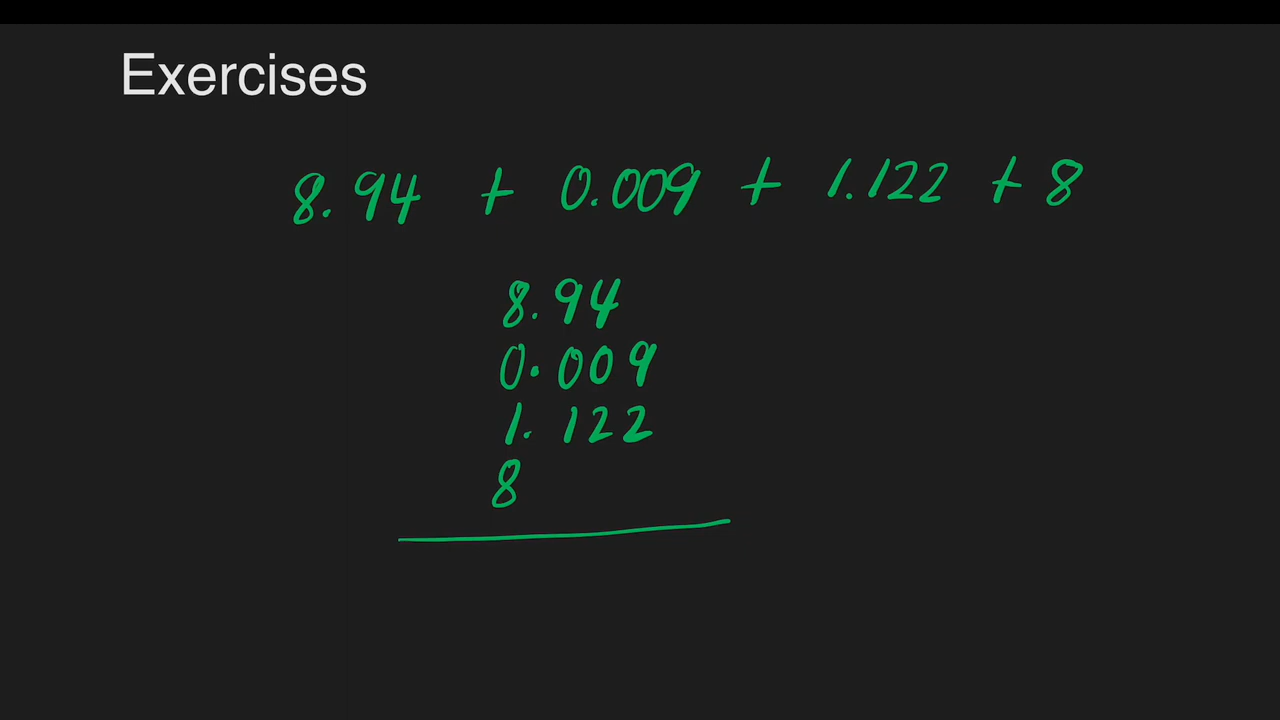 Exercises
8.94 + 0.009 + 1.122 + 8
8.94
0.009
1.122
8